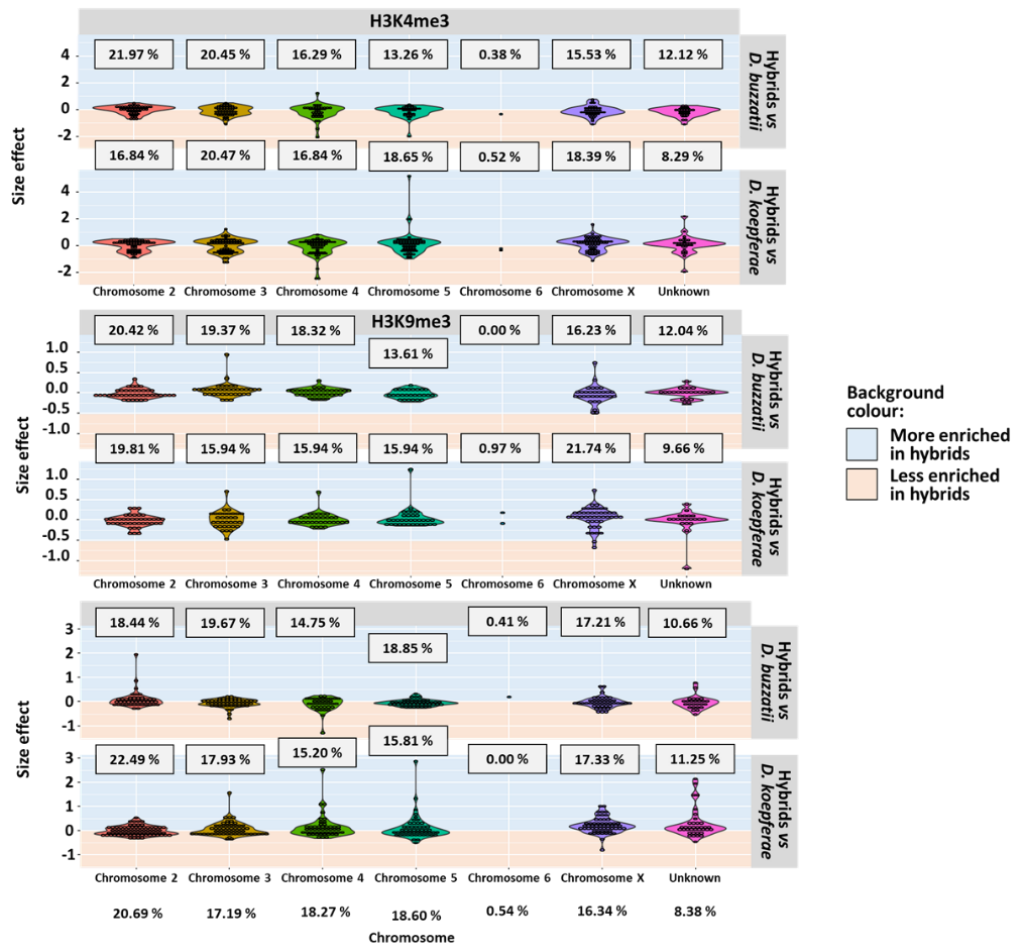 H3K4me3
21.97 % 20.45 % 16.29 % 13.26 % 0.38 % 15.53 % 12.12 %
4
2
0
-2
Hybrids vs
D. buzzatii
16.84 % 20.47 % 16.84 % 18.65 % 0.52 % 18.39 % 8.29 %
4
2
0
-2
Hybrids vs
D. koepferae
Size effect
Chromosome 2 Chromosome 3 Chromosome 4 Chromosome 5 Chromosome 6 Chromosome X Unknown
H3K9me3
20.42 % 19.37 % 18.32 % 13.61 % 0.00 % 16.23 % 12.04 %
1.0
0.5
0.0
-0.5
-1.0
Hybrids vs
D. buzzatii
19.81 % 15.94 % 15.94 % 15.94 % 0.97 % 21.74 % 9.66 %
1.0
0.5
0.0
-0.5
-1.0
Hybrids vs
D. koepferae
Size effect
Chromosome 2 Chromosome 3 Chromosome 4 Chromosome 5 Chromosome 6 Chromosome X Unknown
Background
colour:
More enriched
in hybrids
Less enriched
in hybrids
18.44 % 19.67 % 14.75 % 18.85 % 0.41 % 17.21 % 10.66 %
3
2
1
0
-1
Hybrids vs
D. buzzatii
22.49 % 17.93 % 15.20 % 15.81 % 0.00 % 17.33 % 11.25 %
3
2
1
0
-1
Hybrids vs
D. koepferae
Size effect
Chromosome 2 Chromosome 3 Chromosome 4 Chromosome 5 Chromosome 6 Chromosome X Unknown
20.69 % 17.19 % 18.27 % 18.60 % 0.54 % 16.34 % 8.38 %
Chromosome